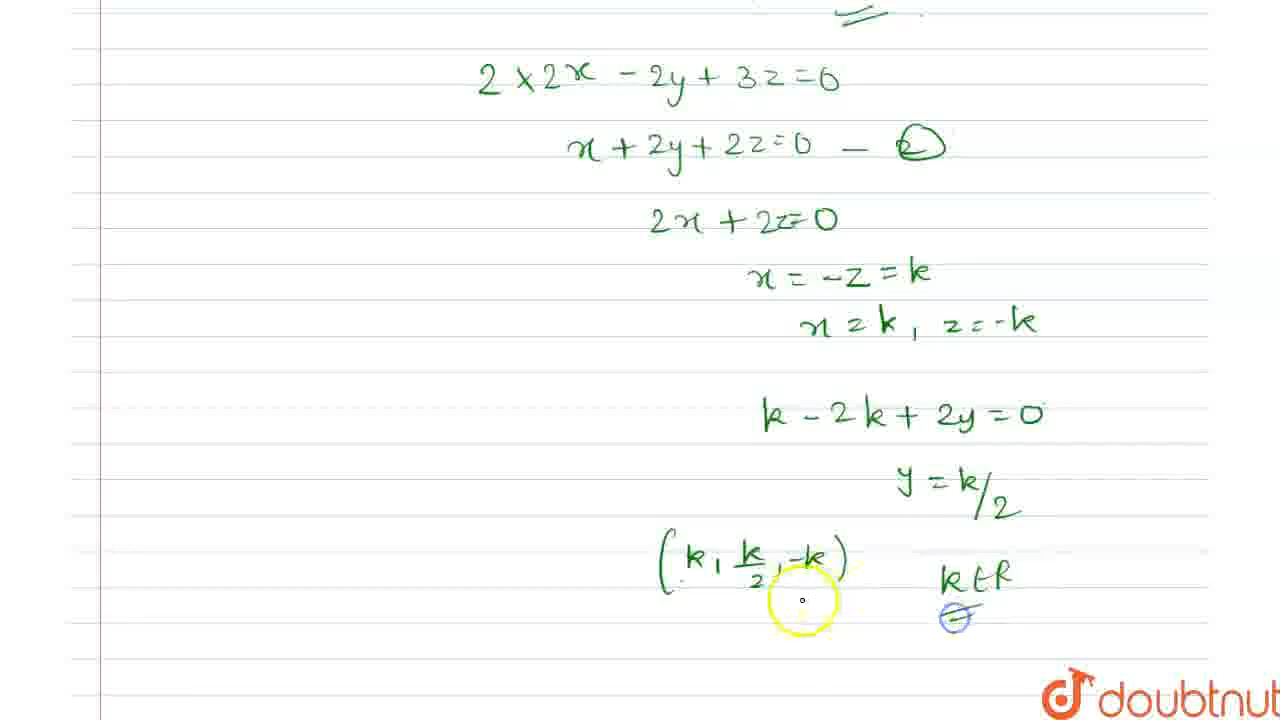 2 × 2x - 2y + 3z = 0
x + 2y + 2z = 0 — 2
2x + 2z = 0
x = -z = k
x = k, z = -k
k - 2k + 2y = 0
y = k/2
(k, k/2, -k) k ∈ R
doubtnut